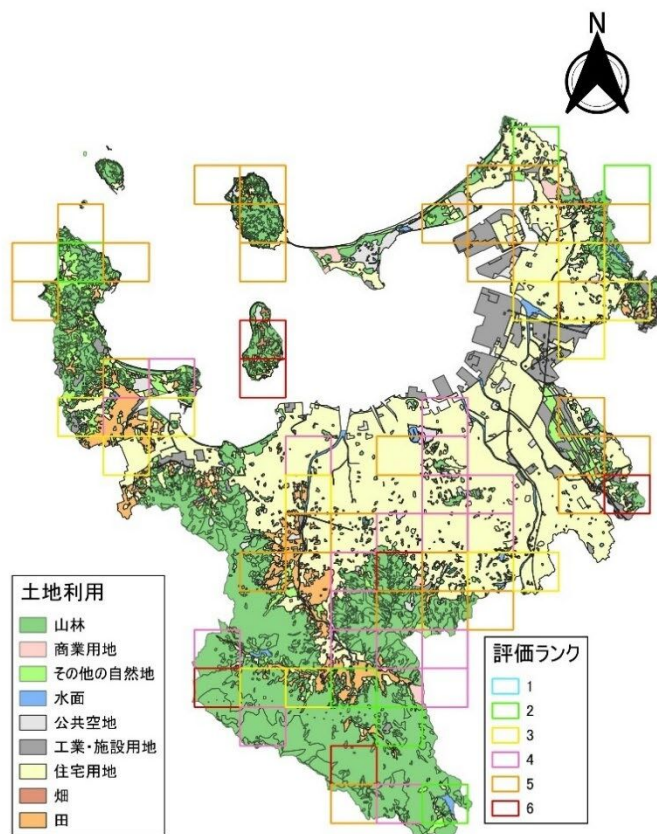 N
土地利用
山林
商業用地
その他の自然地
水面
公共空地
工業・施設用地
住宅用地
畑
田
評価ランク
1
2
3
4
5
6